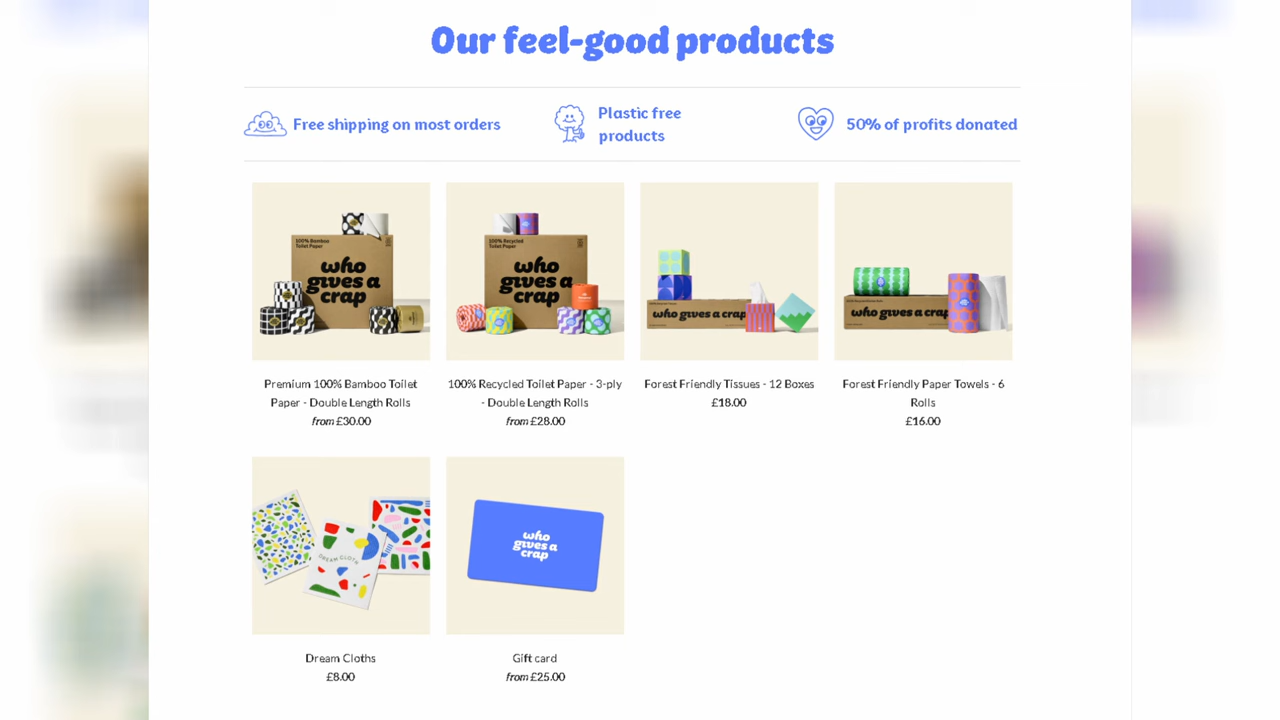 Our feel-good products
Free shipping on most orders
Plastic free
products
50% of profits donated
100% Bamboo
Toilet Paper
who
gives a
crap
100% Recycled
Toilet Paper
who
gives a
crap
who gives a crap
who gives a crap
Premium 100% Bamboo Toilet
Paper - Double Length Rolls
from £30.00
100% Recycled Toilet Paper - 3-ply
- Double Length Rolls
from £28.00
Forest Friendly Tissues - 12 Boxes
£18.00
Forest Friendly Paper Towels - 6
Rolls
£16.00
DREAM CLOTH
who
gives a
crap
Dream Cloths
£8.00
Gift card
from £25.00